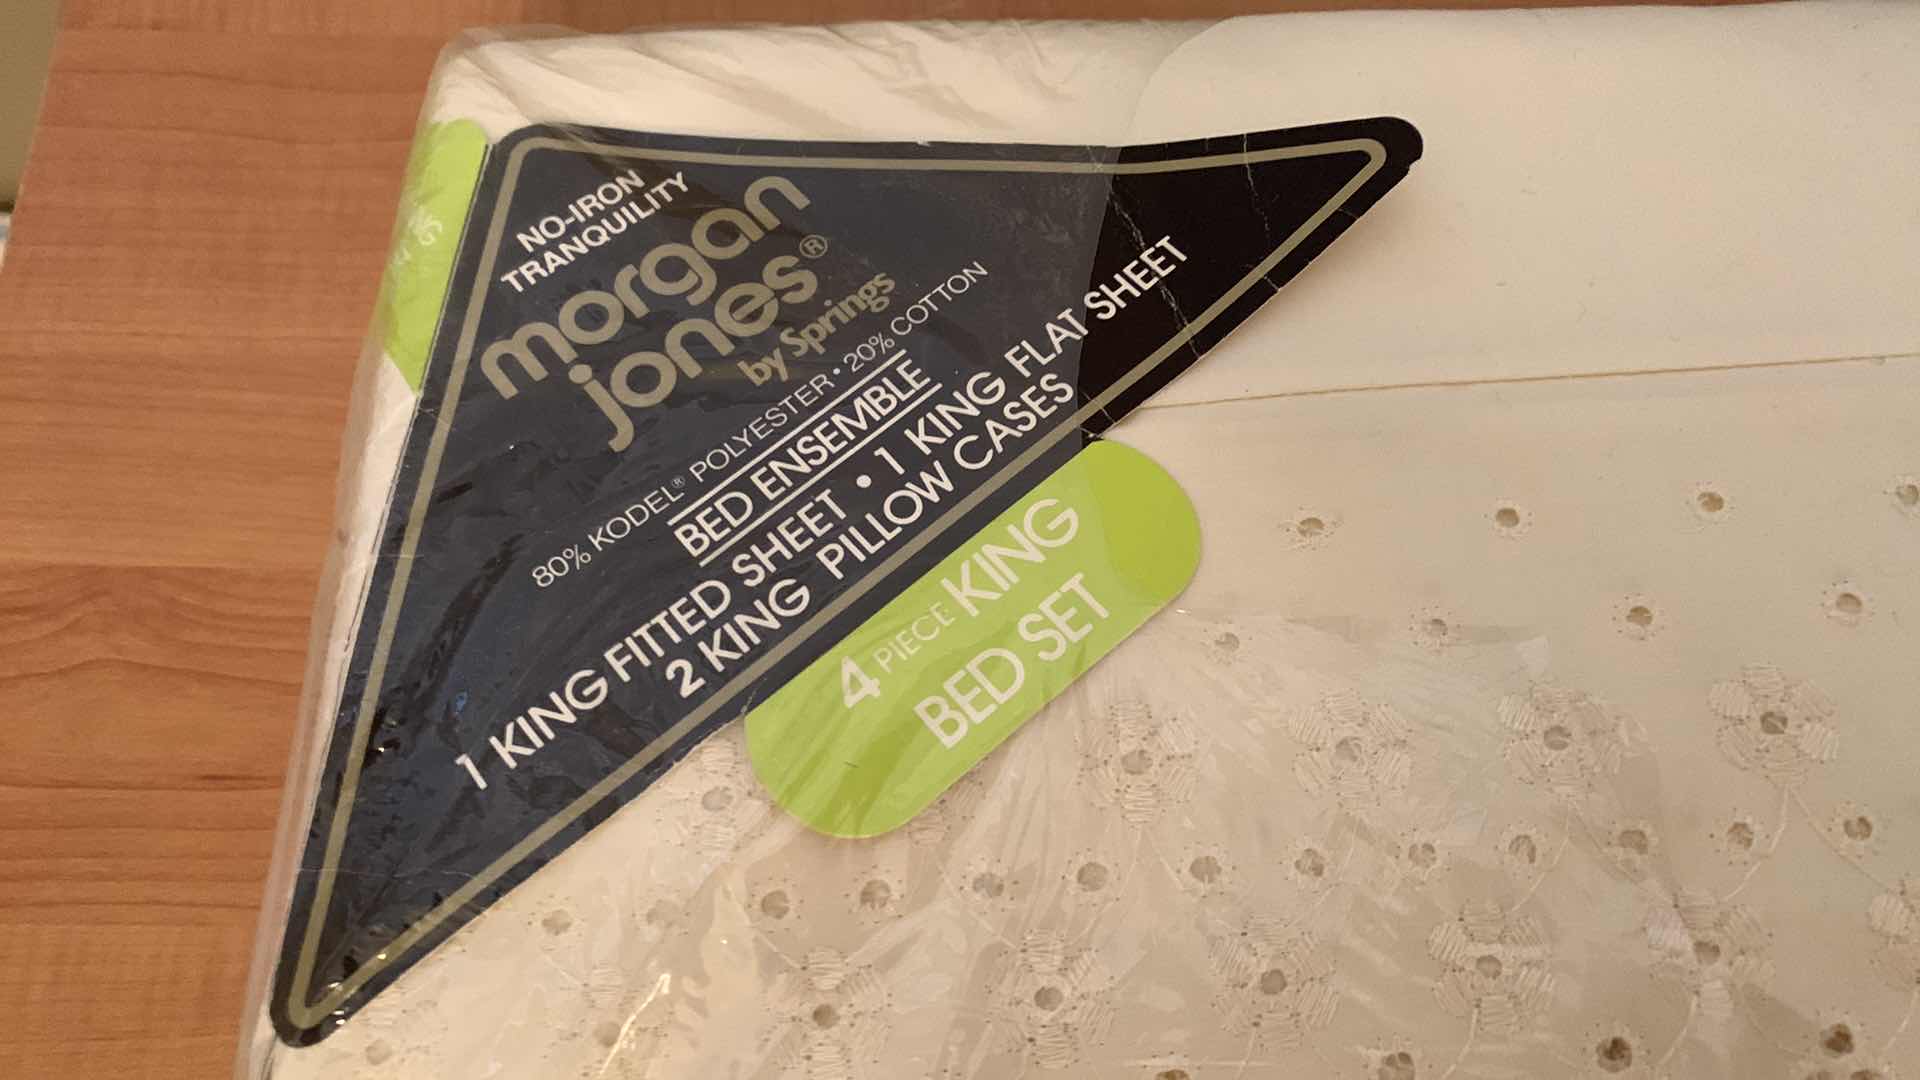 NO-IRON
TRANQUILITY
morgan
jones®
by Springs
80% KODEL® POLYESTER • 20% COTTON
BED ENSEMBLE
1 KING FITTED SHEET • 1 KING FLAT SHEET
2 KING PILLOW CASES
4 PIECE KING
BED SET